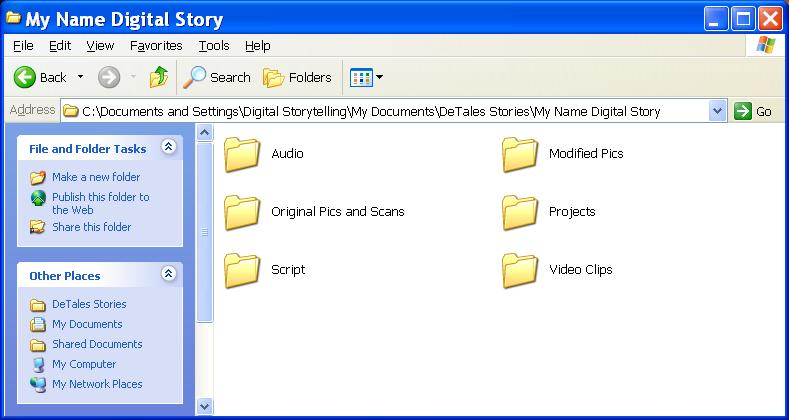 My Name Digital Story
File Edit View Favorites Tools Help
Back Search Folders
Address C:\Documents and Settings\Digital Storytelling\My Documents\DeTales Stories\My Name Digital Story Go
File and Folder Tasks
Make a new folder
Publish this folder to
the Web
Share this folder
Other Places
DeTales Stories
My Documents
Shared Documents
My Computer
My Network Places
Audio Modified Pics
Original Pics and Scans Projects
Script Video Clips